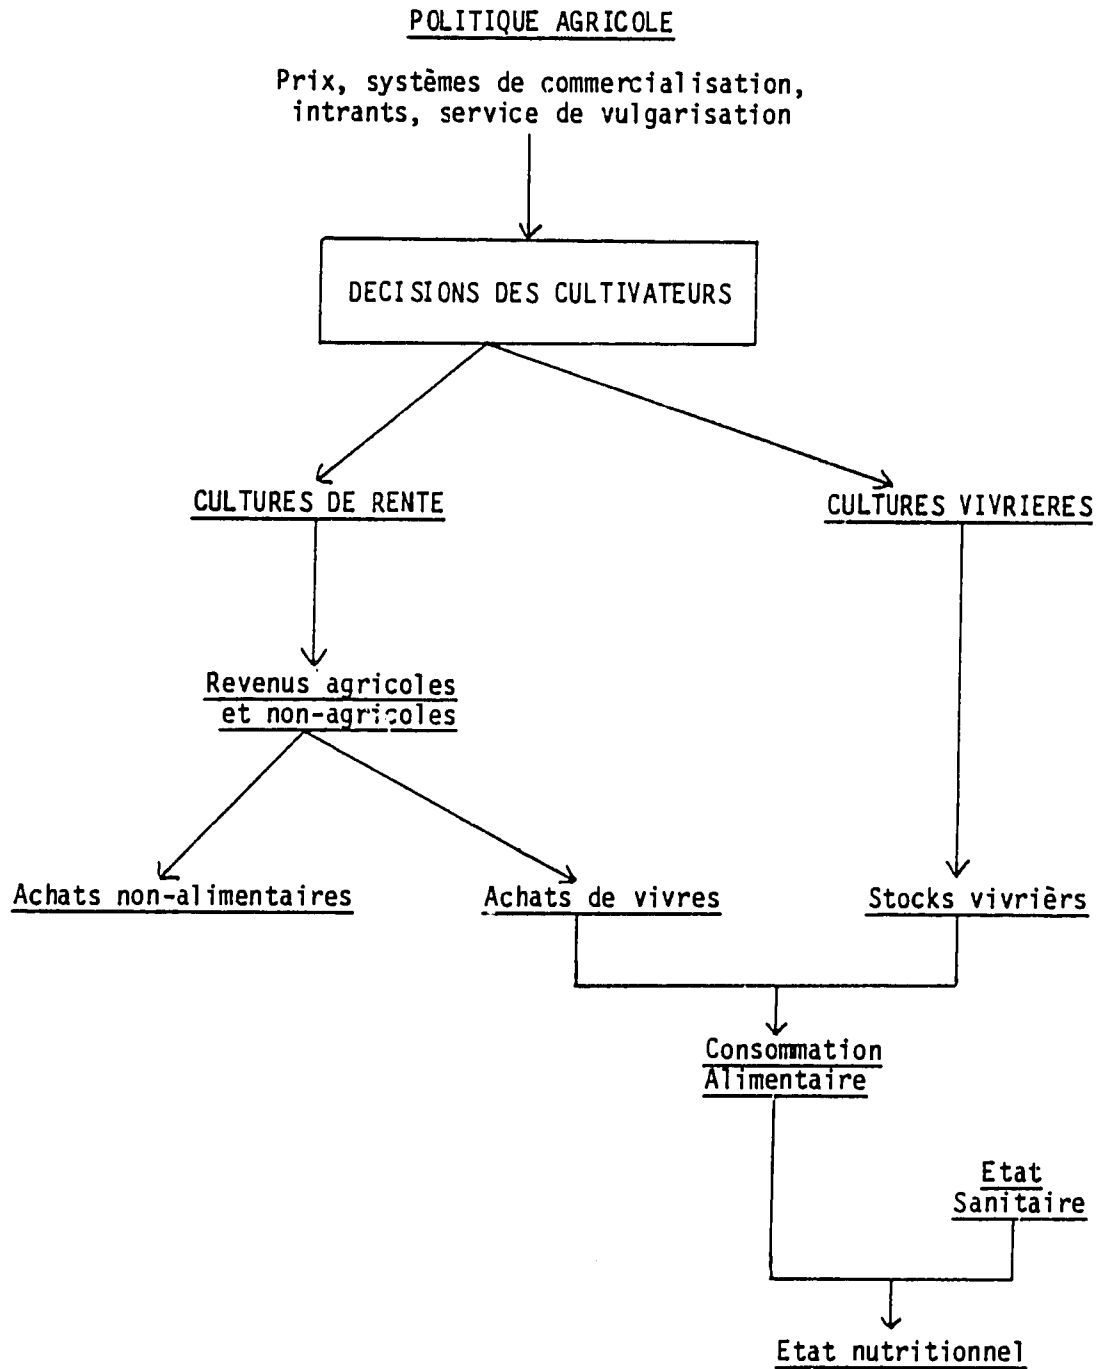 POLITIQUE AGRICOLE
Prix, systèmes de commercialisation,
intrants, service de vulgarisation
DECISIONS DES CULTIVATEURS
CULTURES DE RENTE
CULTURES VIVRIERES
Revenus agricoles
et non-agricoles
Achats non-alimentaires
Achats de vivres
Stocks vivrièrs
Consommation
Alimentaire
Etat
Sanitaire
Etat nutritionnel